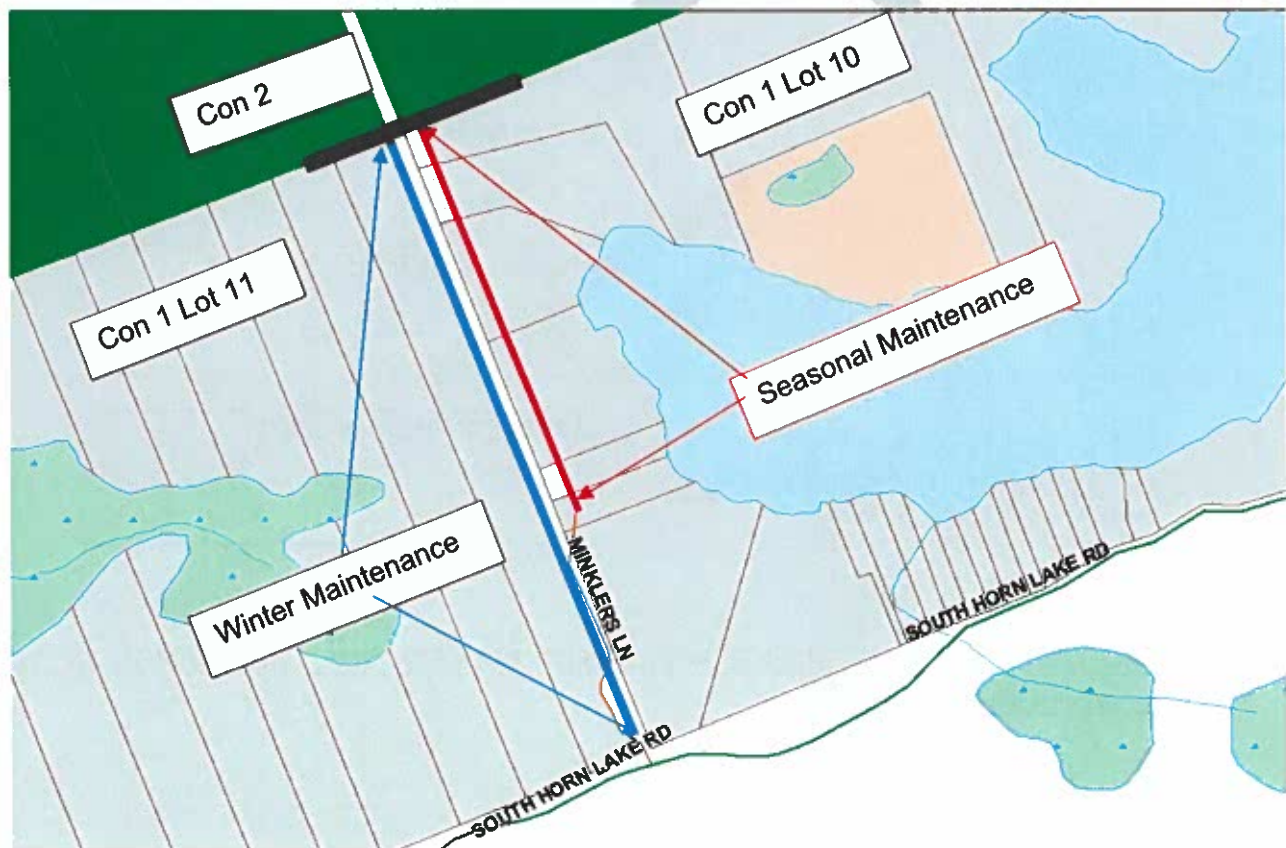 Con 2
Con 1 Lot 10
Con 1 Lot 11
Seasonal Maintenance
Winter Maintenance
MINKLERS LN
SOUTH HORN LAKE RD
SOUTH HORN LAKE RD